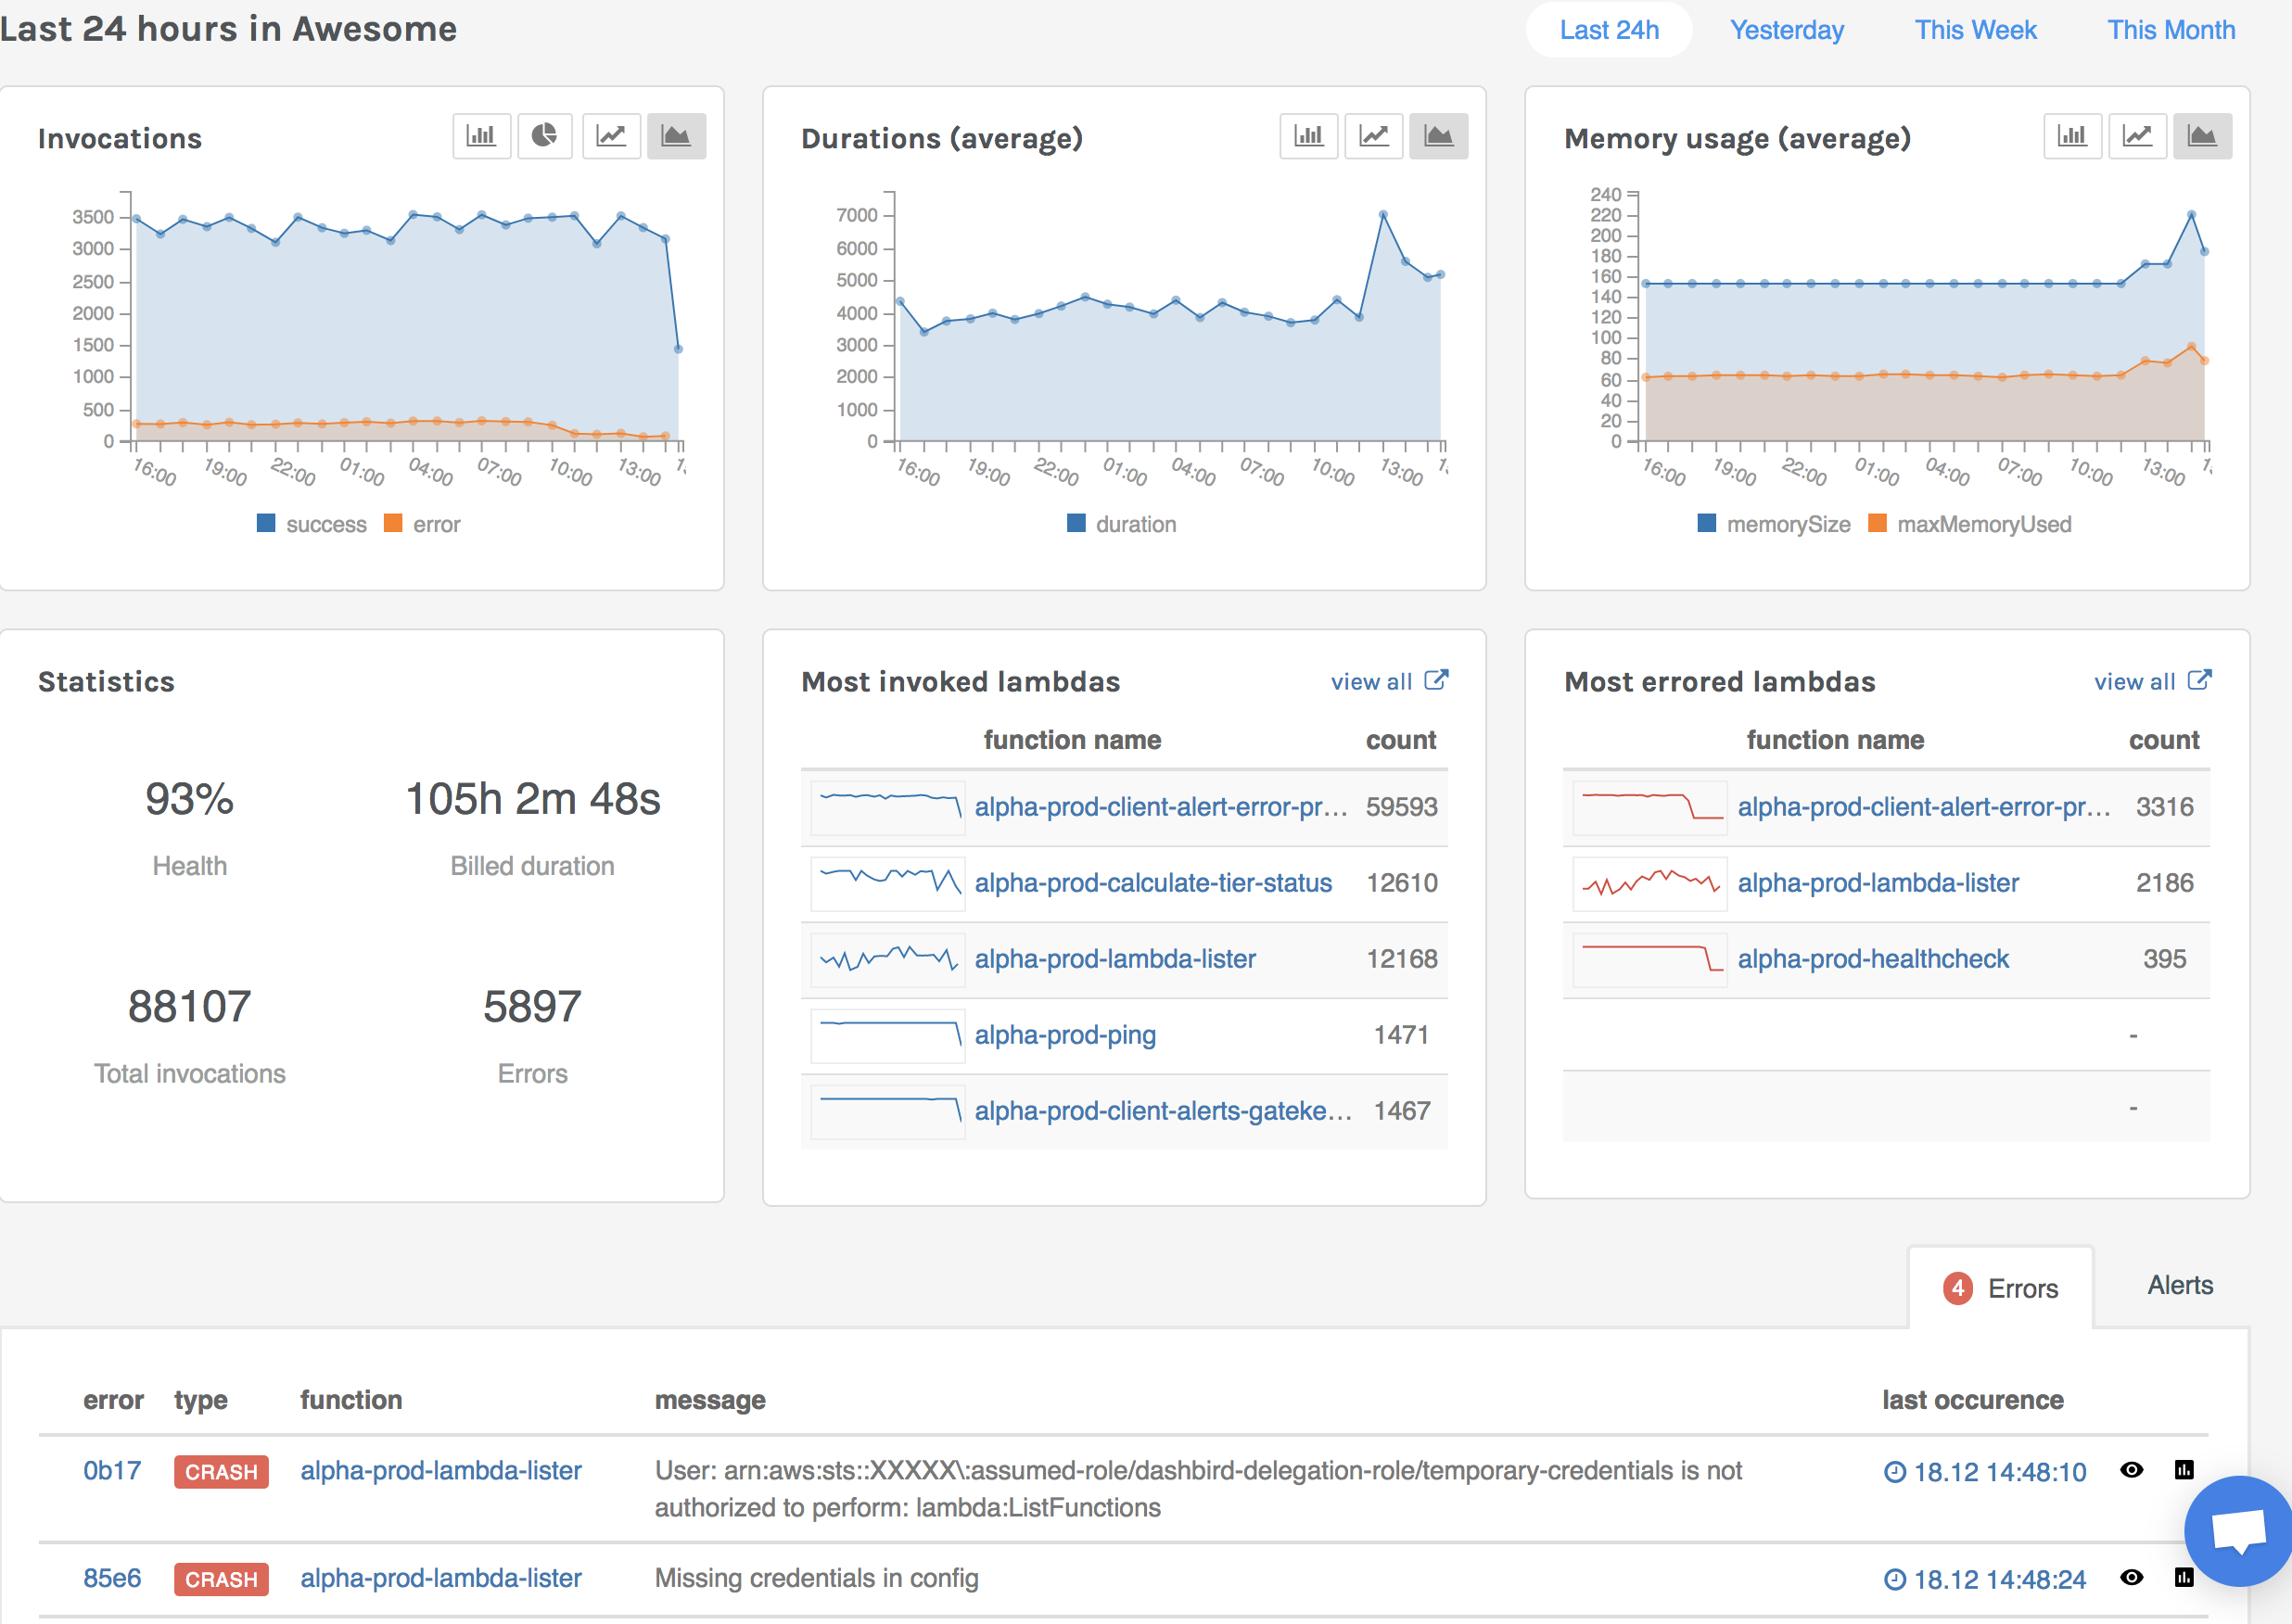 Last 24 hours in Awesome
Last 24h Yesterday This Week This Month
Invocations
3500
3000
2500
2000
1500
1000
500
0
16:00 19:00 22:00 01:00 04:00 07:00 10:00 13:00
success error
Durations (average)
7000
6000
5000
4000
3000
2000
1000
0
16:00 19:00 22:00 01:00 04:00 07:00 10:00 13:00
duration
Memory usage (average)
240
220
200
180
160
140
120
100
80
60
40
20
0
16:00 19:00 22:00 01:00 04:00 07:00 10:00 13:00
memorySize maxMemoryUsed
Statistics
93% 105h 2m 48s
Health Billed duration
88107 5897
Total invocations Errors
Most invoked lambdas view all
function name count
alpha-prod-client-alert-error-pr... 59593
alpha-prod-calculate-tier-status 12610
alpha-prod-lambda-lister 12168
alpha-prod-ping 1471
alpha-prod-client-alerts-gateke... 1467
Most errored lambdas view all
function name count
alpha-prod-client-alert-error-pr... 3316
alpha-prod-lambda-lister 2186
alpha-prod-healthcheck 395
-
-
4 Errors Alerts
error type function message last occurence
0b17 CRASH alpha-prod-lambda-lister User: arn:aws:sts::XXXXX\:assumed-role/dashbird-delegation-role/temporary-credentials is not 18.12 14:48:10
authorized to perform: lambda:ListFunctions
85e6 CRASH alpha-prod-lambda-lister Missing credentials in config 18.12 14:48:24